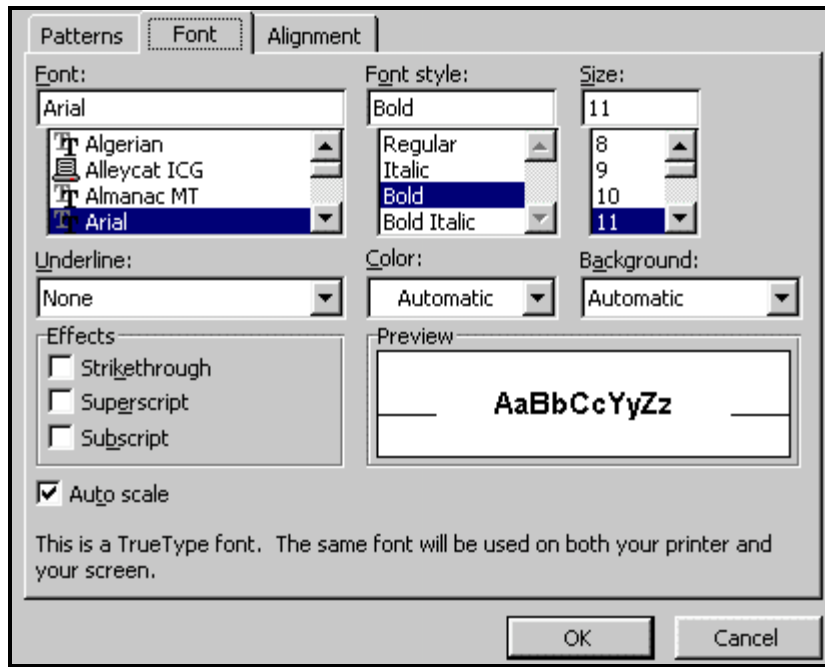 Patterns Font Alignment
Font: Font style: Size:
Arial Bold 11
Algerian Regular 8
Alleycat ICG Italic 9
Almanac MT Bold 10
Arial Bold Italic 11
Underline: Color: Background:
None Automatic Automatic
Effects Preview
Strikethrough
Superscript AaBbCcYyZz
Subscript
Auto scale
This is a TrueType font. The same font will be used on both your printer and
your screen.
OK Cancel